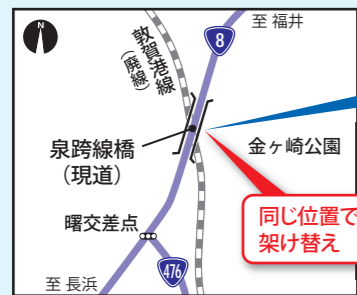 N
至 福井
8
敦賀港線
(廃線)
泉跨線橋
(現道)
金ヶ崎公園
同じ位置で
架け替え
曙交差点
至 長浜
476